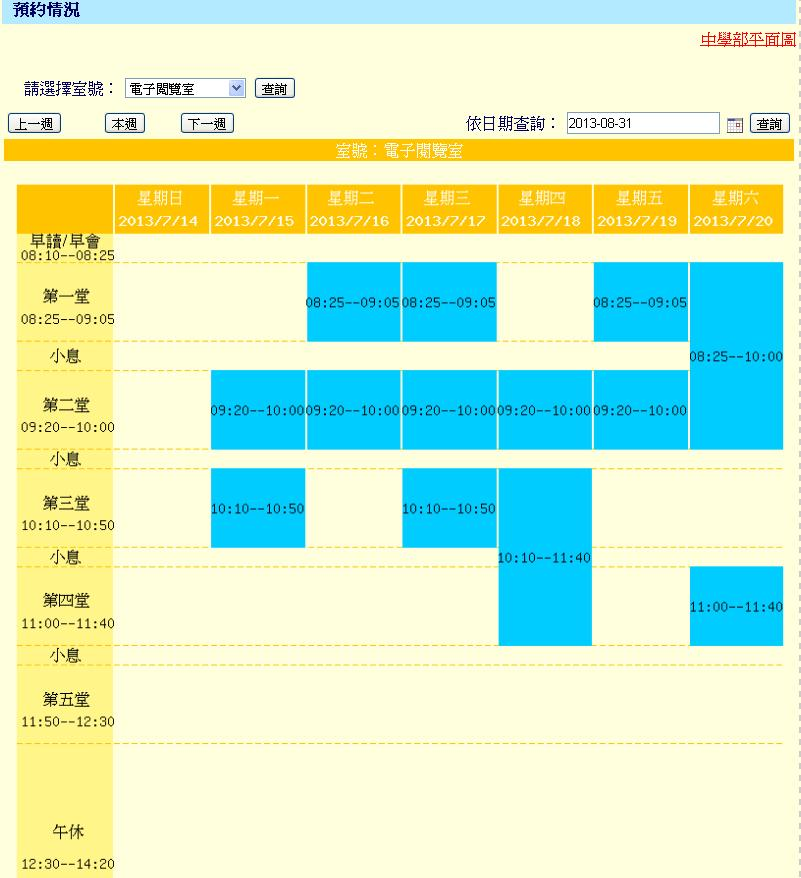 預約情況
中學部平面圖
請選擇室號： 電子閱覽室 查詢
上一週 本週 下一週 依日期查詢： 2013-08-31 查詢
室號：電子閱覽室
星期日 星期一 星期二 星期三 星期四 星期五 星期六
2013/7/14 2013/7/15 2013/7/16 2013/7/17 2013/7/18 2013/7/19 2013/7/20
早讀/早會
08:10--08:25
第一堂
08:25--09:05 08:25--09:05 08:25--09:05 08:25--09:05
小息
08:25--10:00
第二堂
09:20--10:00 09:20--10:00 09:20--10:00 09:20--10:00 09:20--10:00 09:20--10:00
小息
第三堂
10:10--10:50 10:10--10:50 10:10--10:50
小息
10:10--11:40
第四堂
11:00--11:40 11:00--11:40
小息
第五堂
11:50--12:30
午休
12:30--14:20